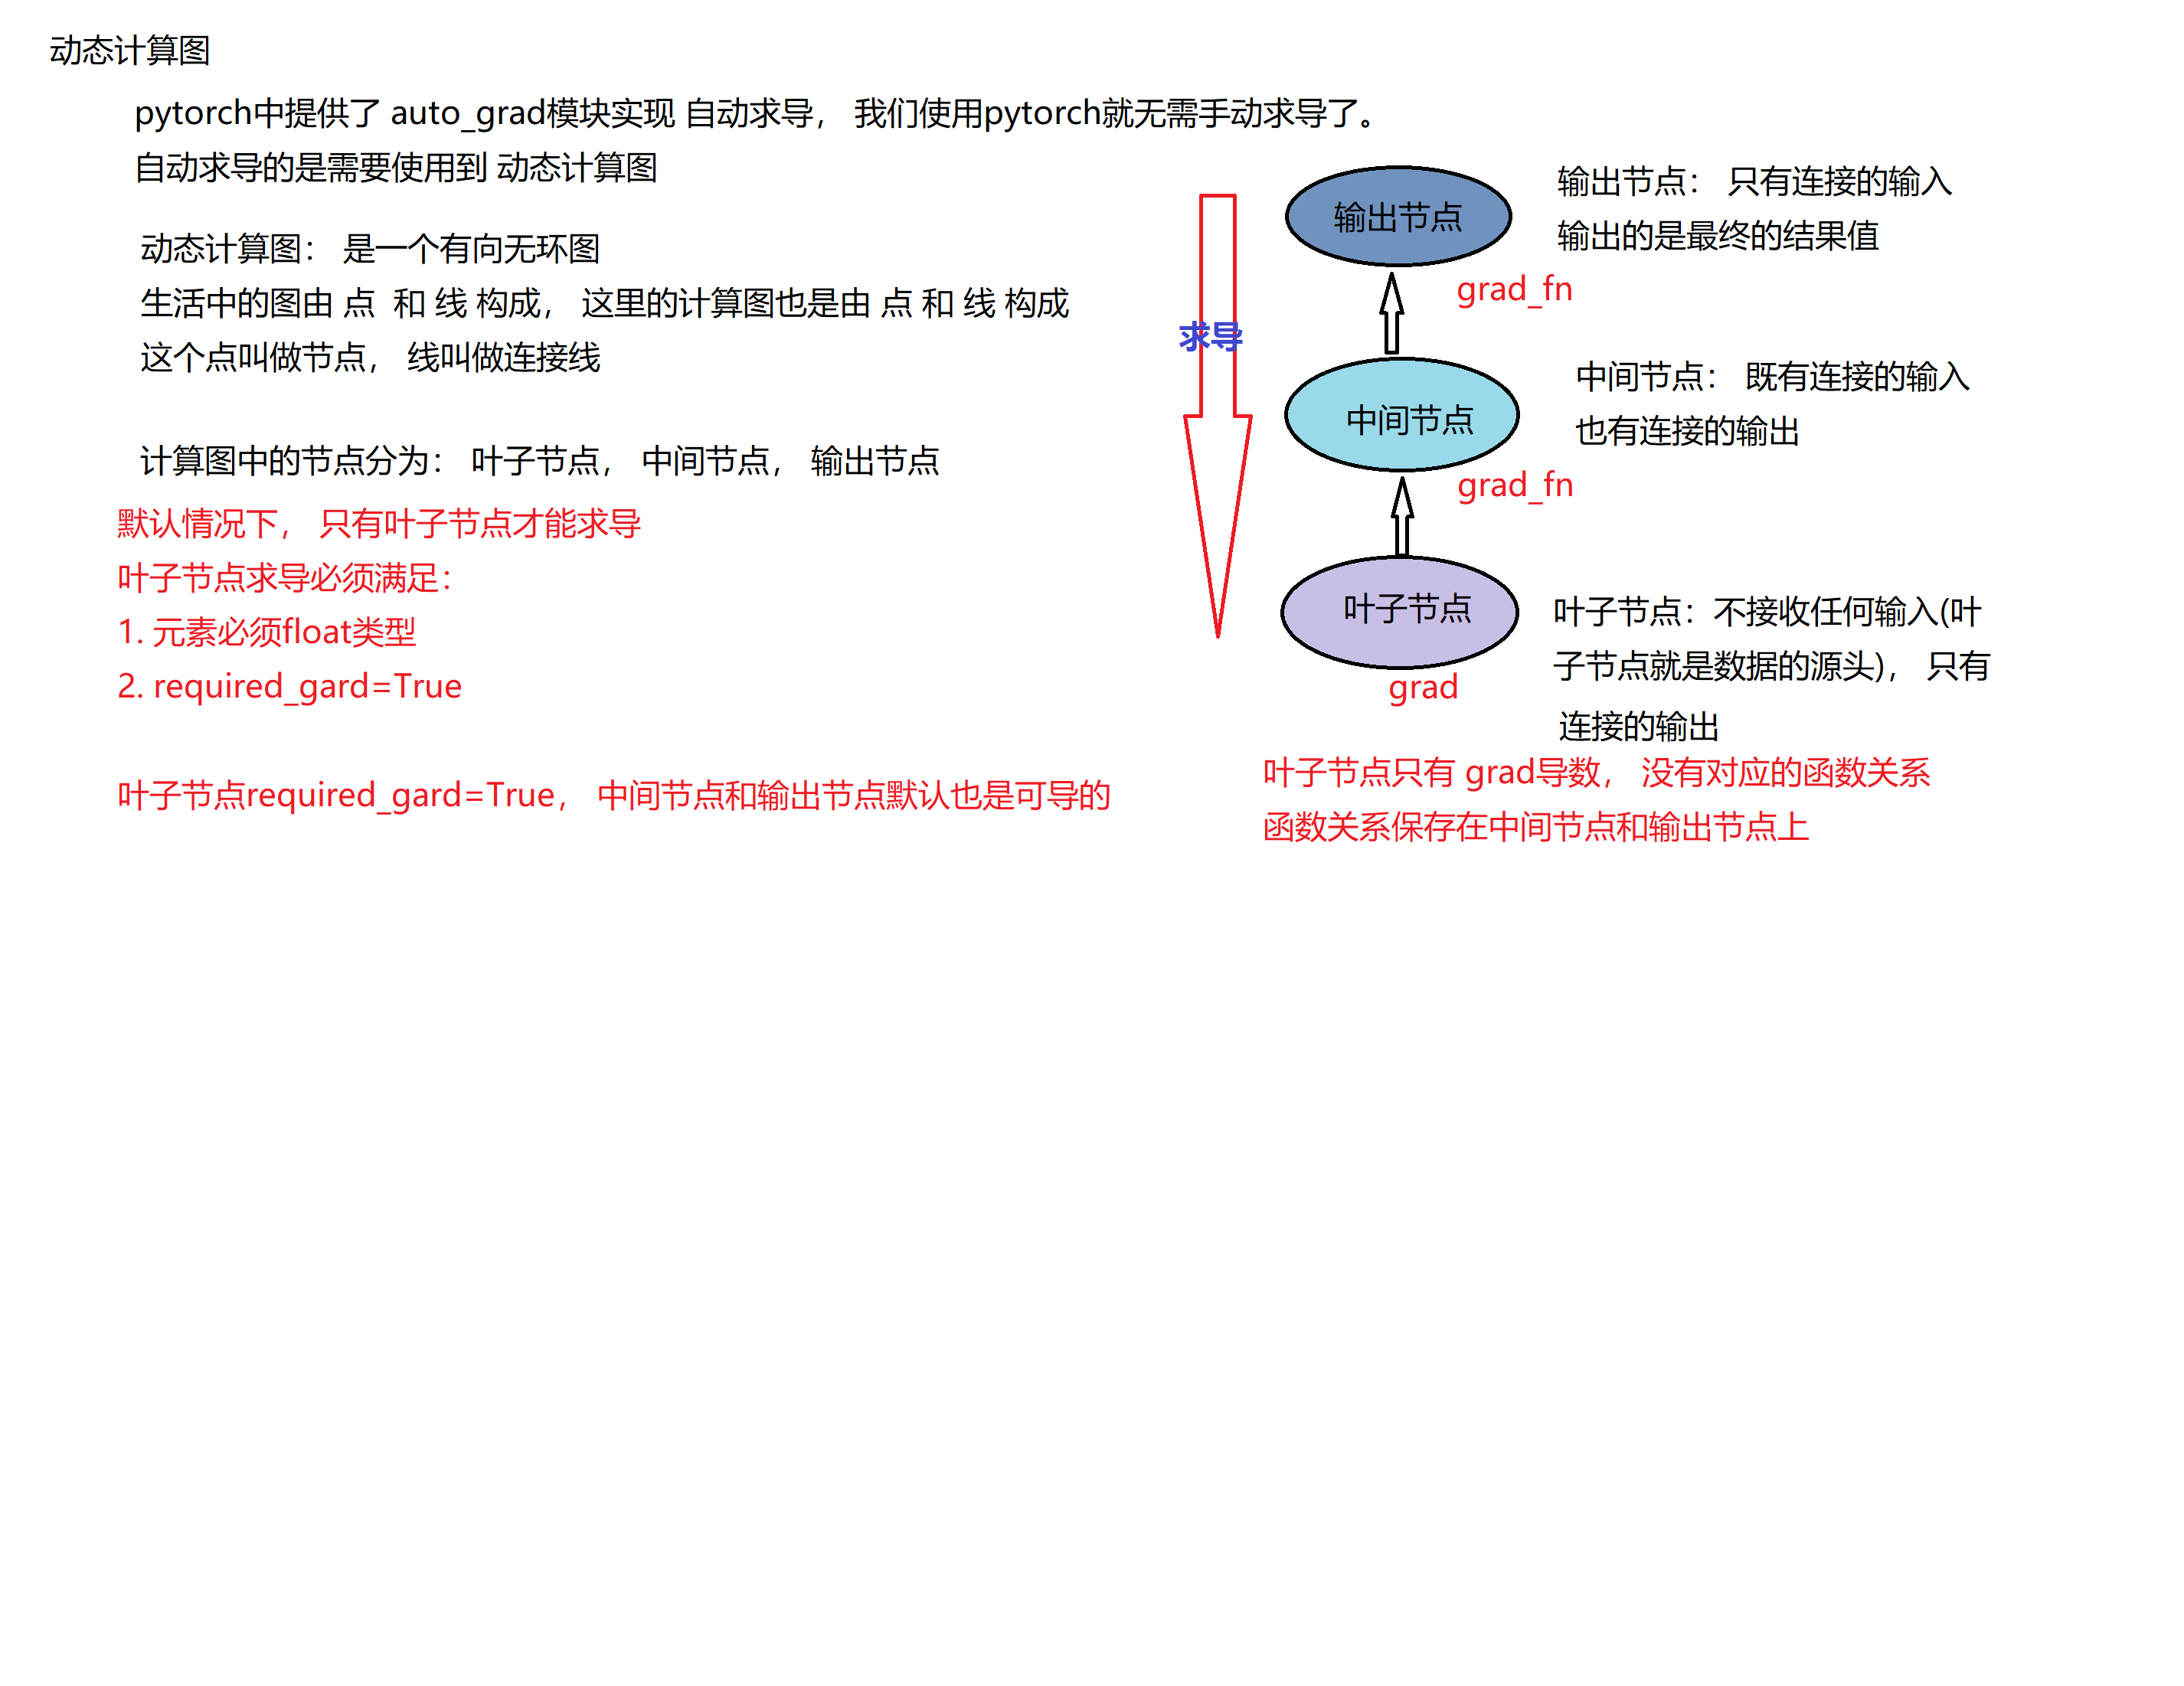 动态计算图
pytorch中提供了 auto_grad模块实现 自动求导， 我们使用pytorch就无需手动求导了。
自动求导的是需要使用到 动态计算图
动态计算图： 是一个有向无环图
生活中的图由 点  和 线 构成， 这里的计算图也是由 点 和 线 构成
这个点叫做节点， 线叫做连接线
计算图中的节点分为： 叶子节点， 中间节点， 输出节点
默认情况下， 只有叶子节点才能求导
叶子节点求导必须满足：
1. 元素必须float类型
2. required_gard=True
叶子节点required_gard=True， 中间节点和输出节点默认也是可导的
求导
输出节点
输出节点： 只有连接的输入
输出的是最终的结果值
grad_fn
中间节点
中间节点： 既有连接的输入
也有连接的输出
grad_fn
叶子节点
叶子节点：不接收任何输入(叶
子节点就是数据的源头)， 只有
连接的输出
grad
叶子节点只有 grad导数， 没有对应的函数关系
函数关系保存在中间节点和输出节点上